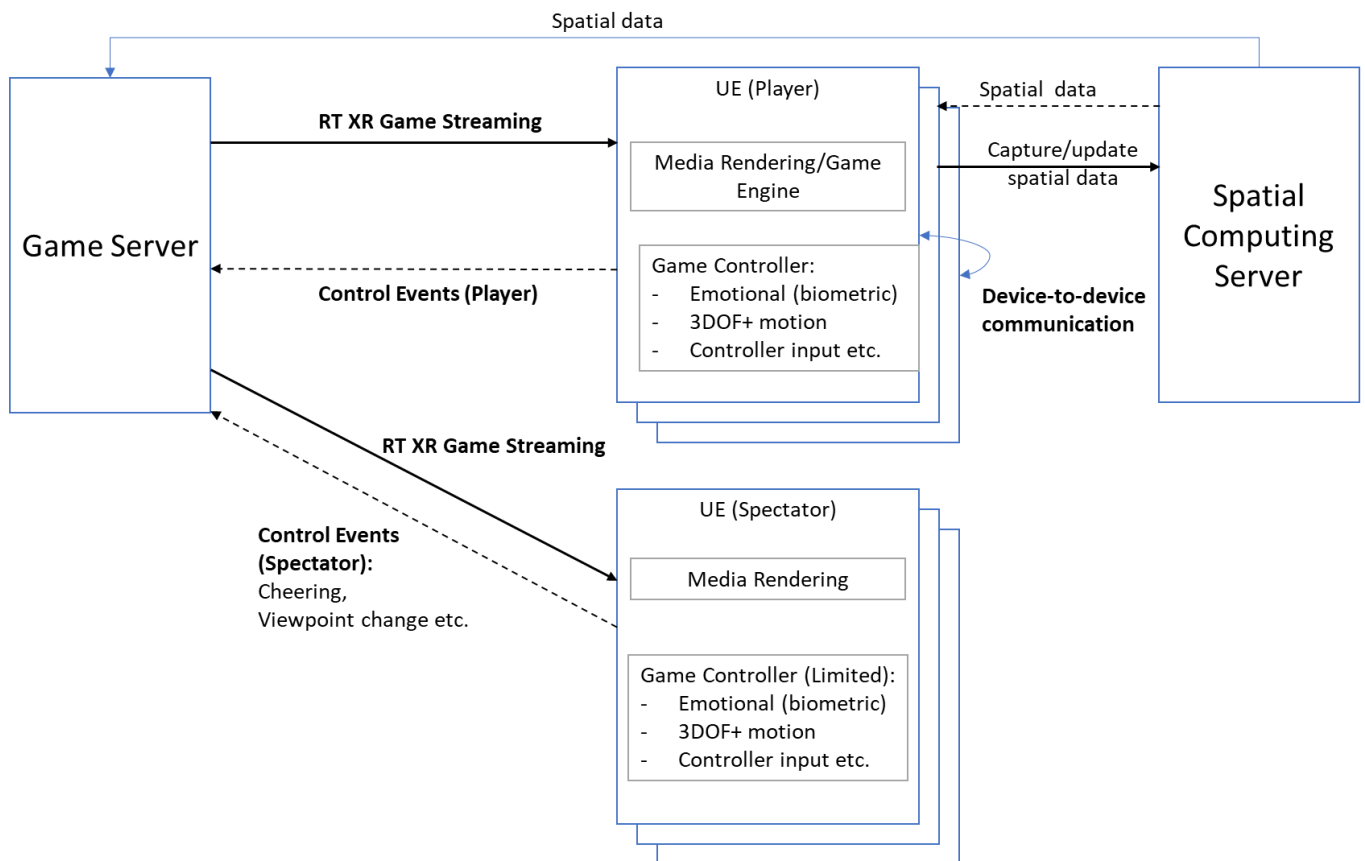 Spatial data
Game Server
RT XR Game Streaming
Control Events (Player)
UE (Player)
Media Rendering/Game
Engine
Game Controller:
- Emotional (biometric)
- 3DOF+ motion
- Controller input etc.
Spatial data
Capture/update
spatial data
Device-to-device
communication
Spatial
Computing
Server
RT XR Game Streaming
Control Events
(Spectator):
Cheering,
Viewpoint change etc.
UE (Spectator)
Media Rendering
Game Controller (Limited):
- Emotional (biometric)
- 3DOF+ motion
- Controller input etc.